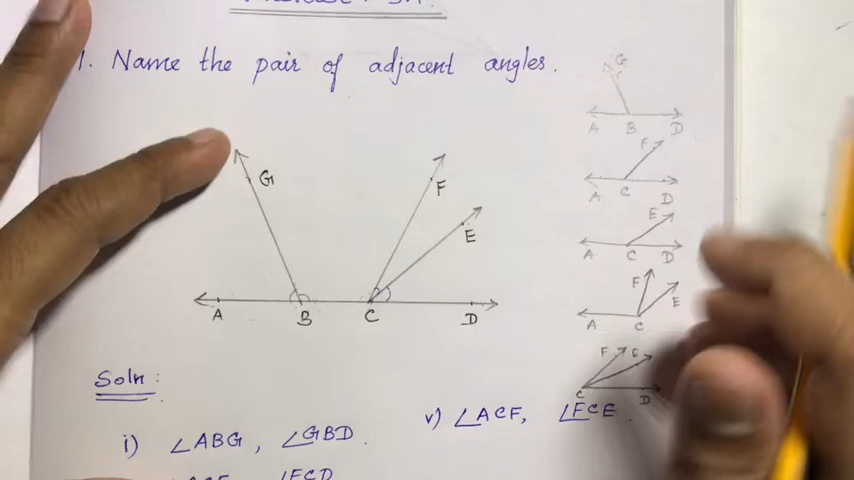 1. Name the pair of adjacent angles.
G
A B D
F
A C D
E
A C D
F E
A C
F E
C D
G F E
A B C D
Soln:
i) ∠ABG, ∠GBD.
v) ∠ACF, ∠FCE.